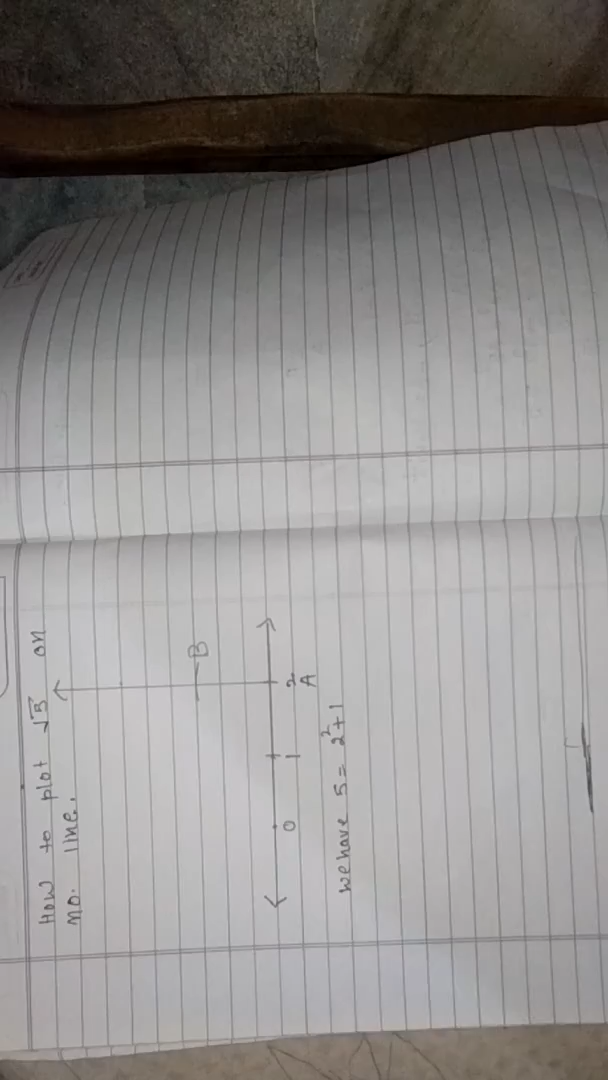 How to plot √5 on
no. line.
B
0 1 2
A
we have 5 = 2²+1